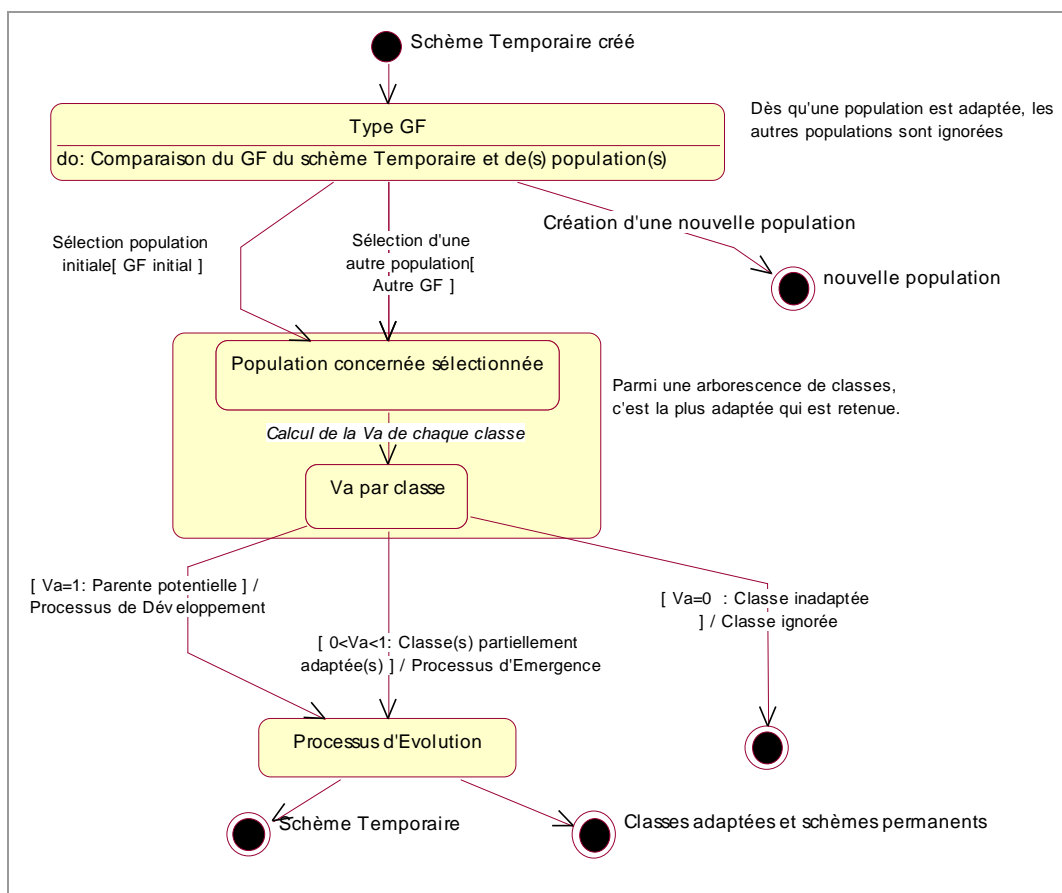 Schème Temporaire créé
Type GF
do: Comparaison du GF du schème Temporaire et de(s) population(s)
Dès qu'une population est adaptée, les
autres populations sont ignorées
Sélection population
initiale[ GF initial ]
Sélection d'une
autre population[
Autre GF ]
Création d'une nouvelle population
nouvelle population
Population concernée sélectionnée
Calcul de la Va de chaque classe
Va par classe
Parmi une arborescence de classes,
c'est la plus adaptée qui est retenue.
[ Va=1: Parente potentielle ] /
Processus de Développement
[ 0<Va<1: Classe(s) partiellement
adaptée(s) ] / Processus d'Emergence
[ Va=0 : Classe inadaptée
] / Classe ignorée
Processus d'Evolution
Schème Temporaire
Classes adaptées et schèmes permanents